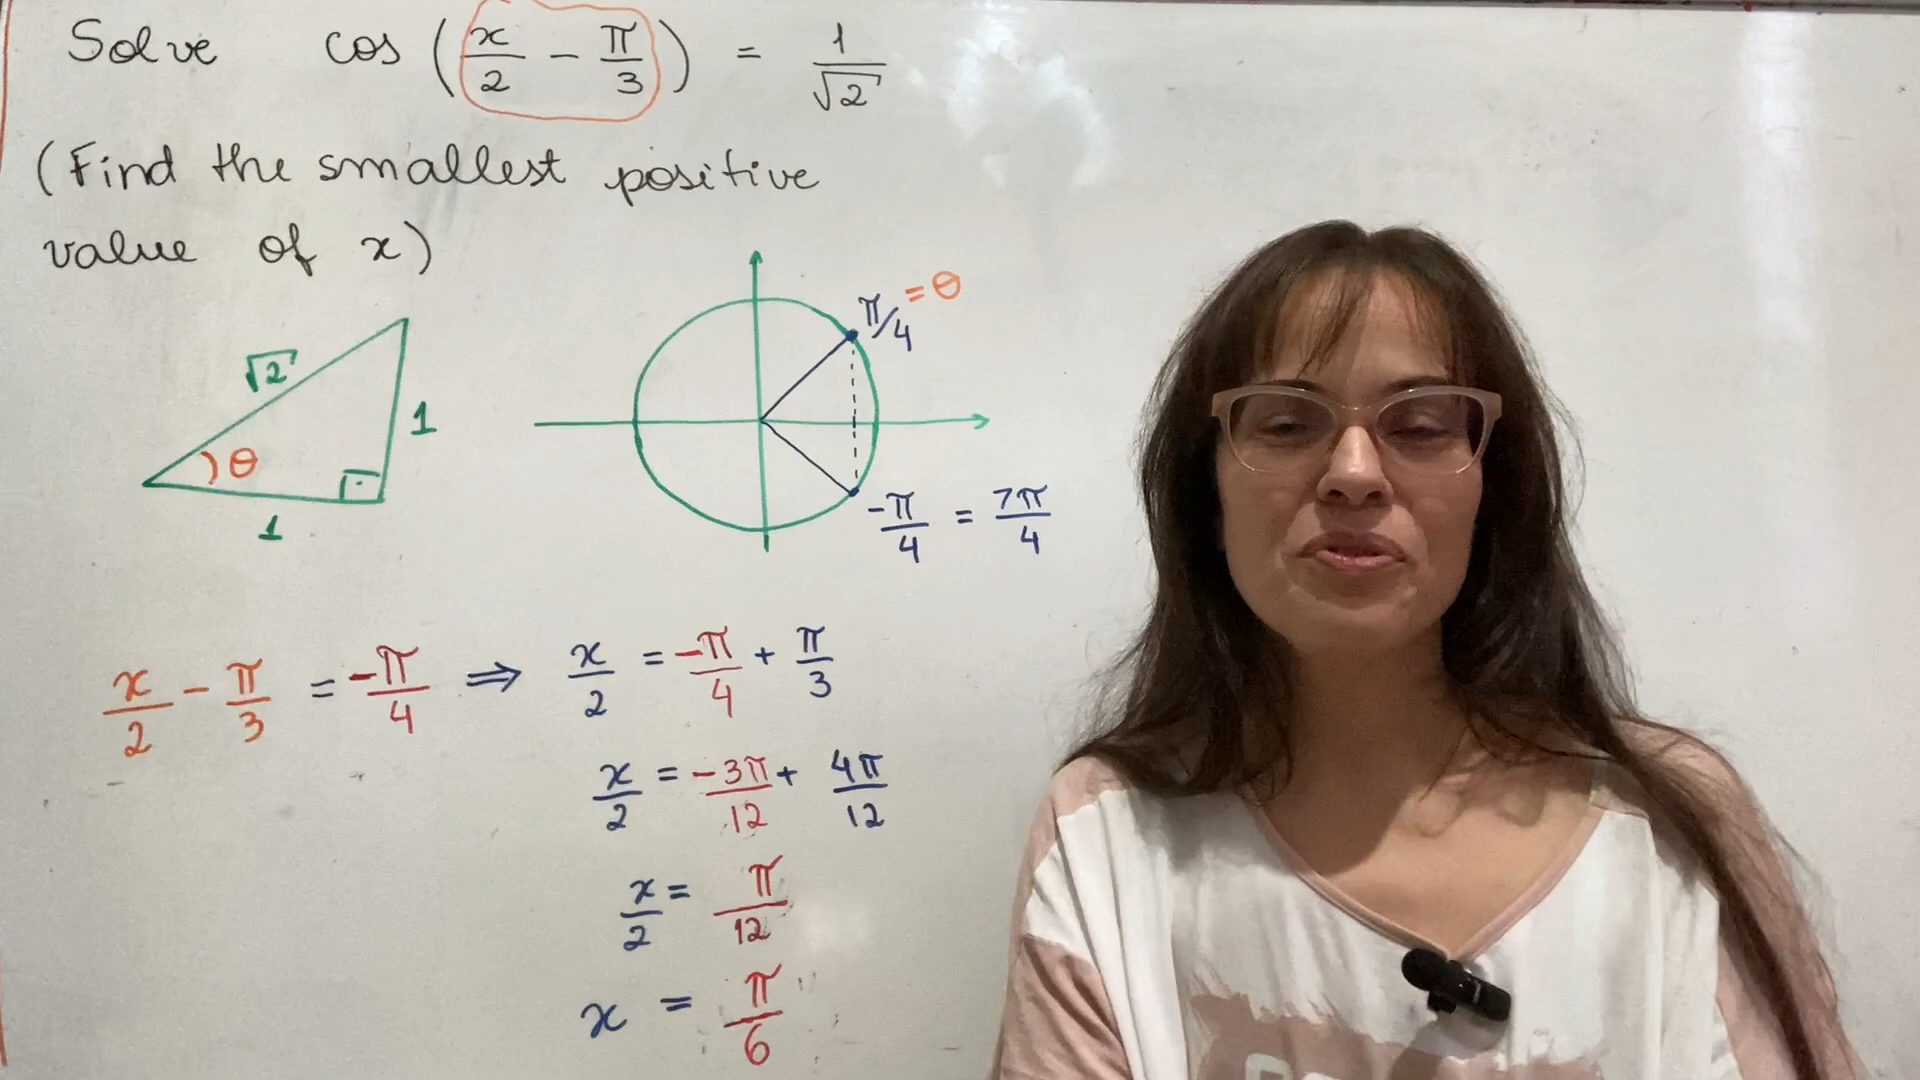 Solve cos (x/2 - π/3) = 1/√2
(Find the smallest positive
value of x)
√2
1
θ
1
π/4 = θ
-π/4 = 7π/4
x/2 - π/3 = -π/4 ⇒ x/2 = -π/4 + π/3
x/2 = -3π/12 + 4π/12
x/2 = π/12
x = π/6